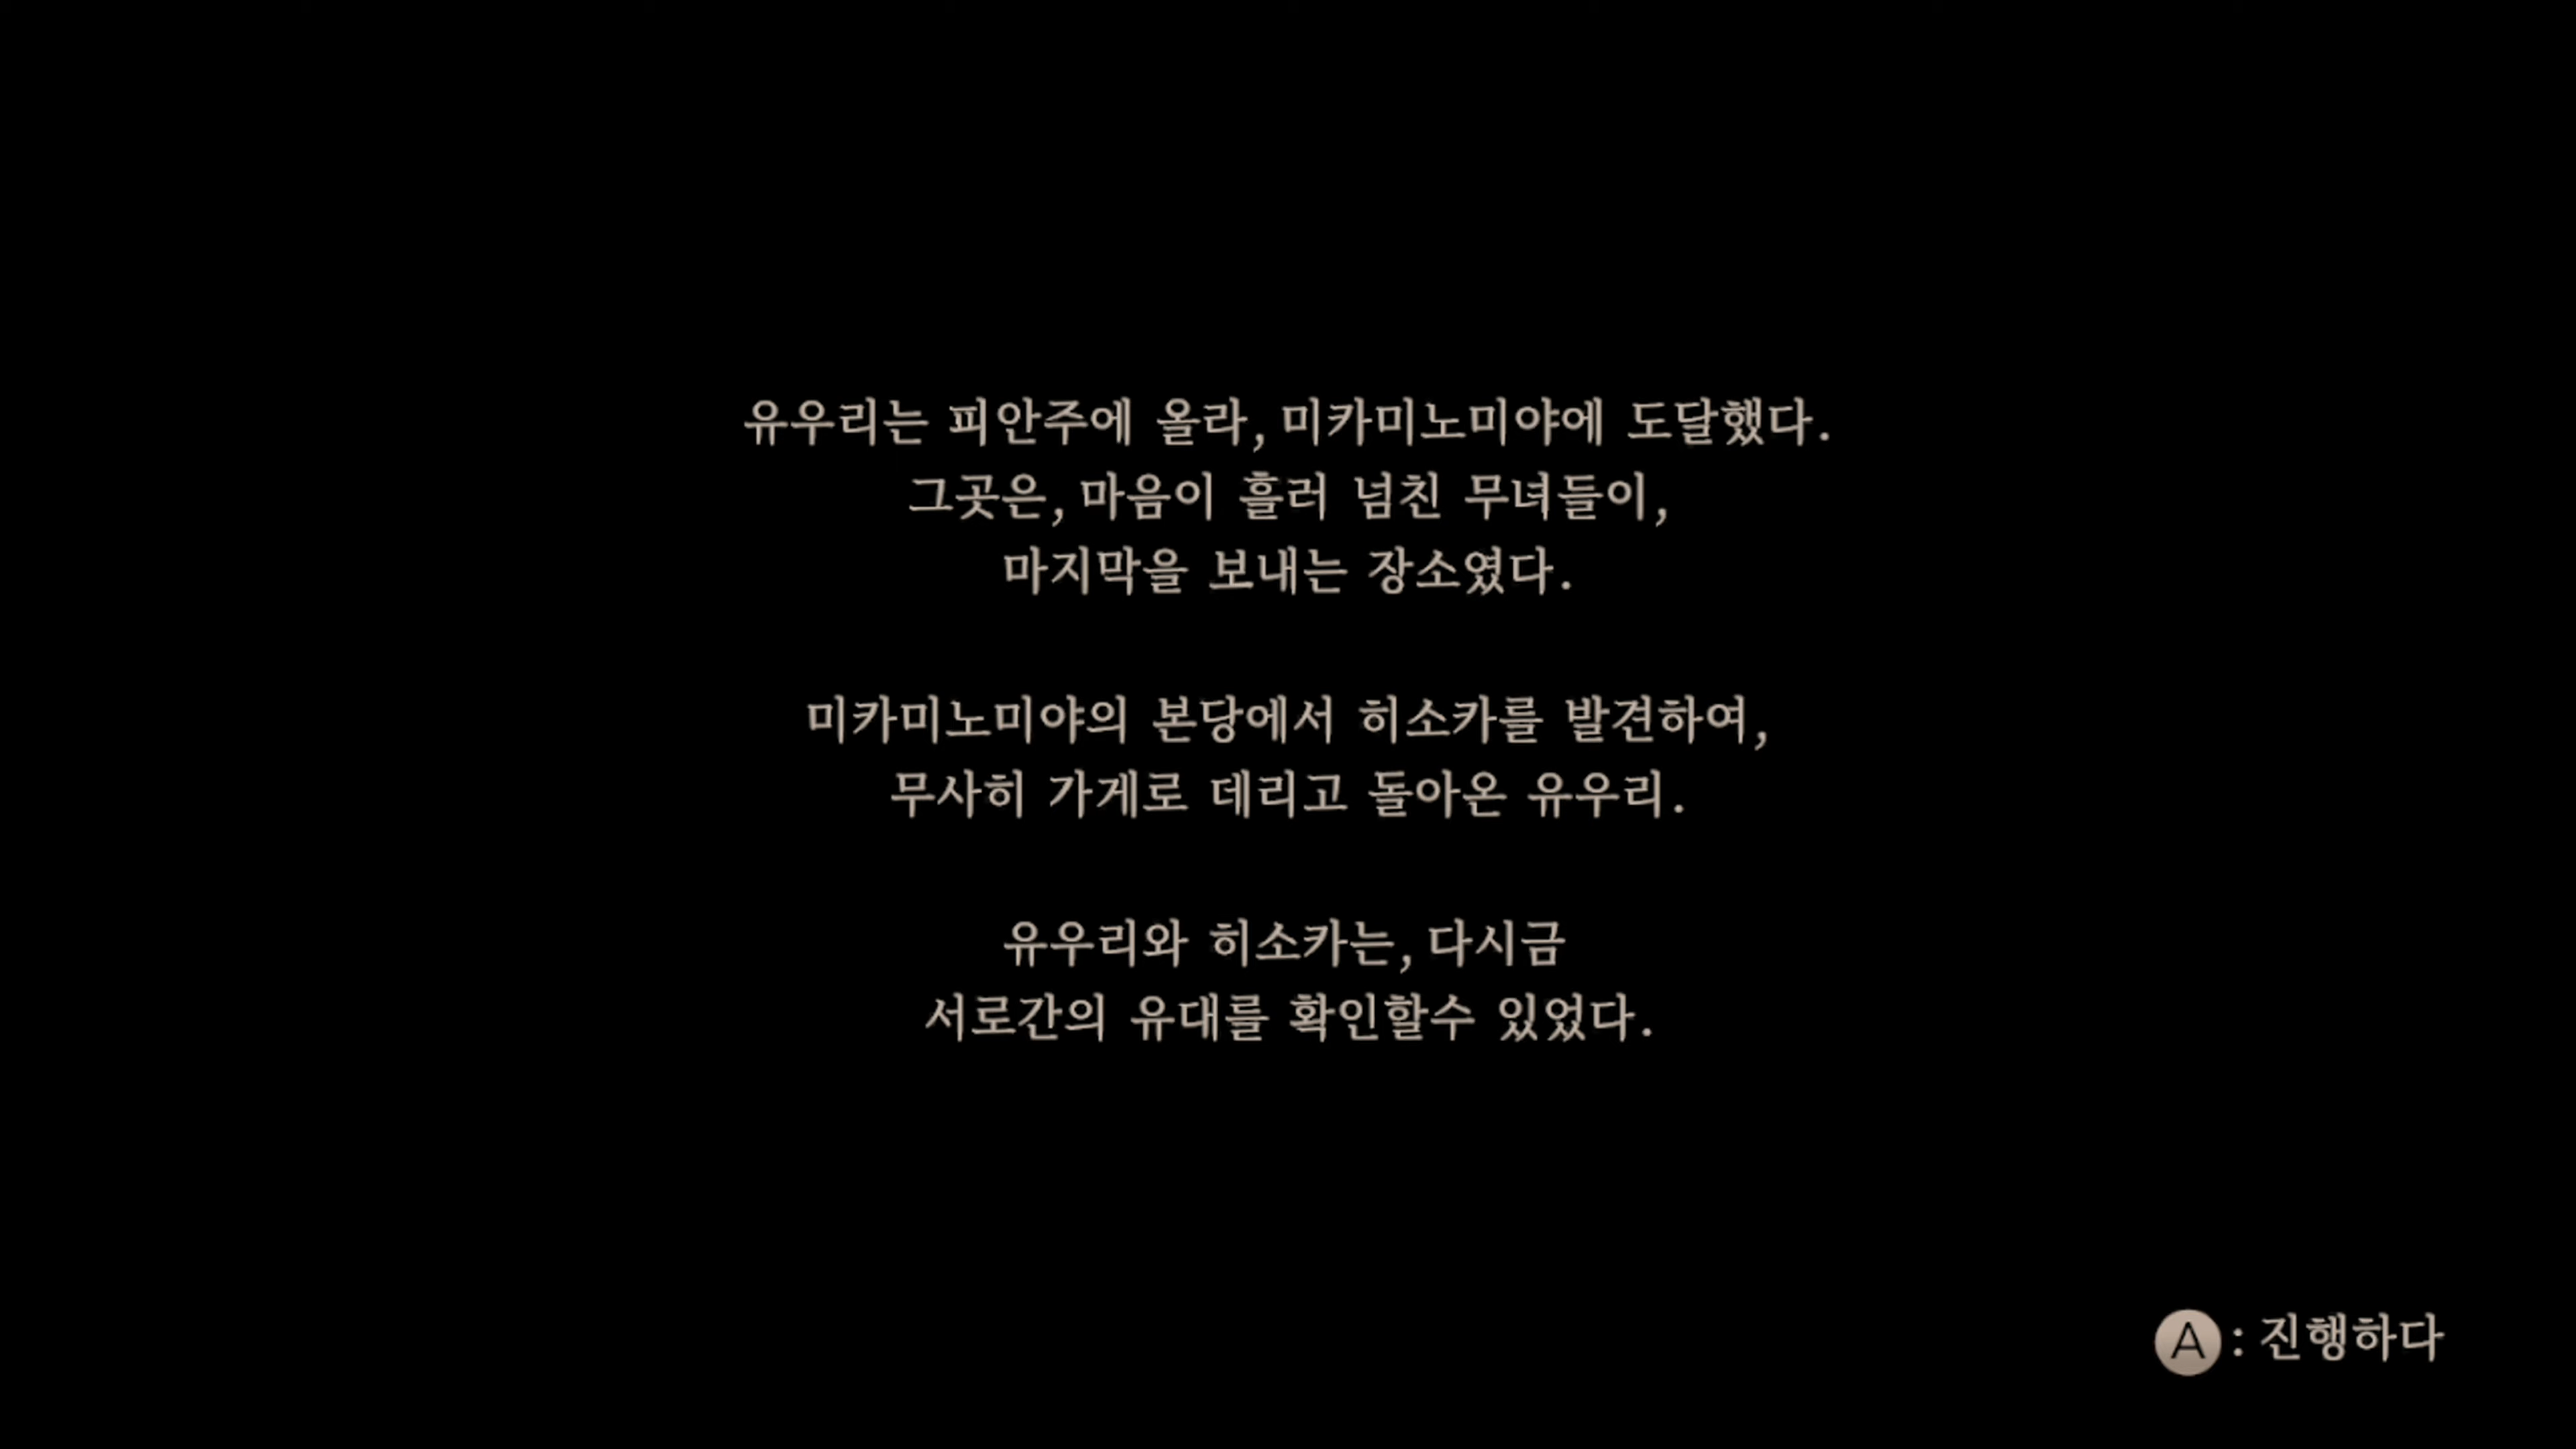 유우리는 피안주에 올라, 미카미노미야에 도달했다.
그곳은, 마음이 흘러 넘친 무녀들이,
마지막을 보내는 장소였다.
미카미노미야의 본당에서 히소카를 발견하여,
무사히 가게로 데리고 돌아온 유우리.
유우리와 히소카는, 다시금
서로간의 유대를 확인할수 있었다.
A : 진행하다